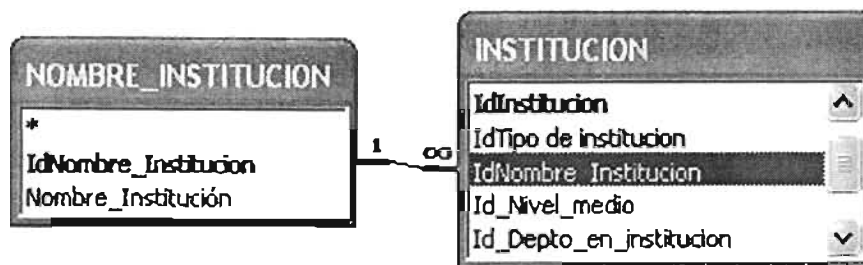 NOMBRE_INSTITUCION
*
IdNombre_Institucion
Nombre_Institución
1
∞
INSTITUCION
IdInstitucion
IdTipo de institucion
IdNombre_Institucion
Id_Nivel_medio
Id_Depto_en_institucion